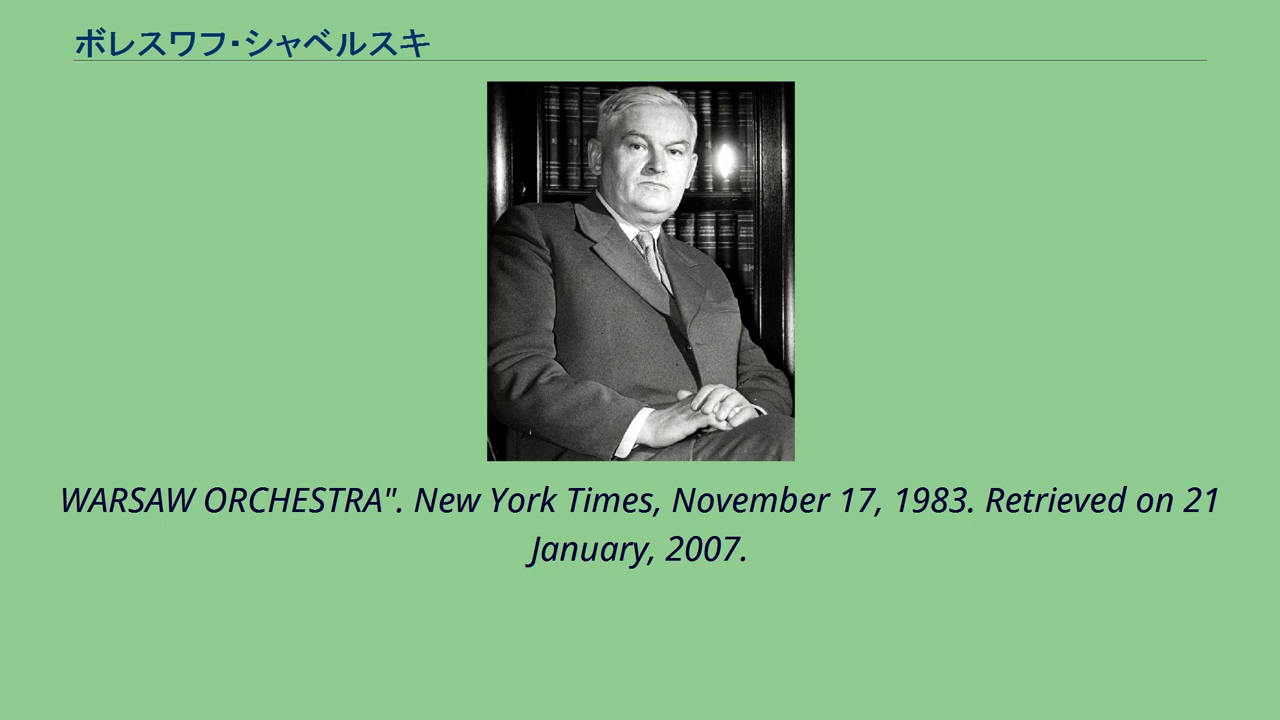 ボレスワフ・シャベルスキ
WARSAW ORCHESTRA". New York Times, November 17, 1983. Retrieved on 21
January, 2007.